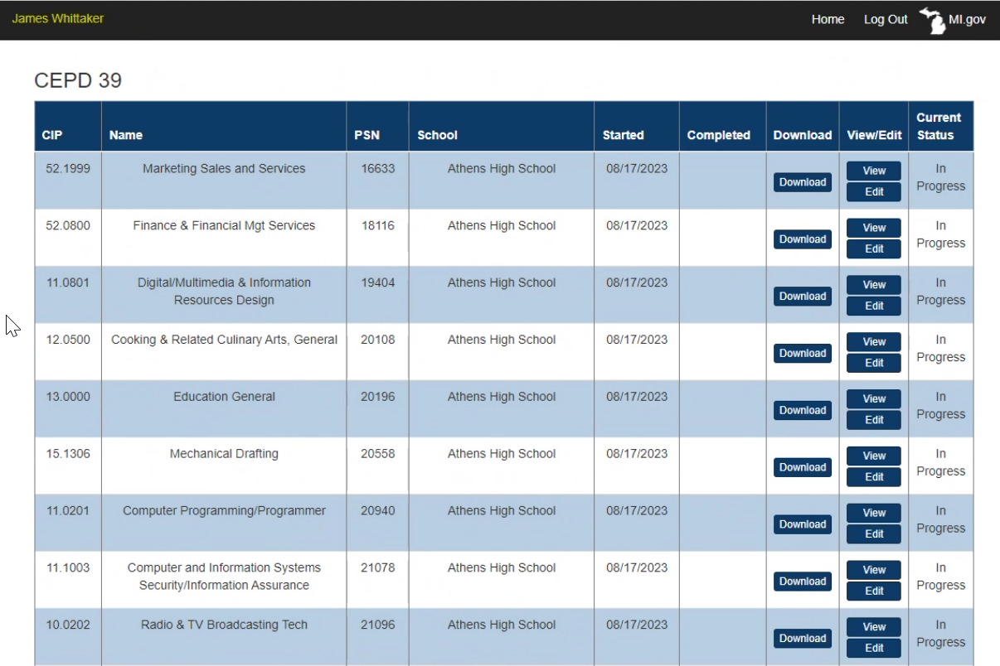 James Whittaker
Home Log Out MI.gov
CEPD 39
CIP Name PSN School Started Completed Download View/Edit Current Status
52.1999 Marketing Sales and Services 16633 Athens High School 08/17/2023 Download View Edit In Progress
52.0800 Finance & Financial Mgt Services 18116 Athens High School 08/17/2023 Download View Edit In Progress
11.0801 Digital/Multimedia & Information Resources Design 19404 Athens High School 08/17/2023 Download View Edit In Progress
12.0500 Cooking & Related Culinary Arts, General 20108 Athens High School 08/17/2023 Download View Edit In Progress
13.0000 Education General 20196 Athens High School 08/17/2023 Download View Edit In Progress
15.1306 Mechanical Drafting 20558 Athens High School 08/17/2023 Download View Edit In Progress
11.0201 Computer Programming/Programmer 20940 Athens High School 08/17/2023 Download View Edit In Progress
11.1003 Computer and Information Systems Security/Information Assurance 21078 Athens High School 08/17/2023 Download View Edit In Progress
10.0202 Radio & TV Broadcasting Tech 21096 Athens High School 08/17/2023 Download View Edit In Progress